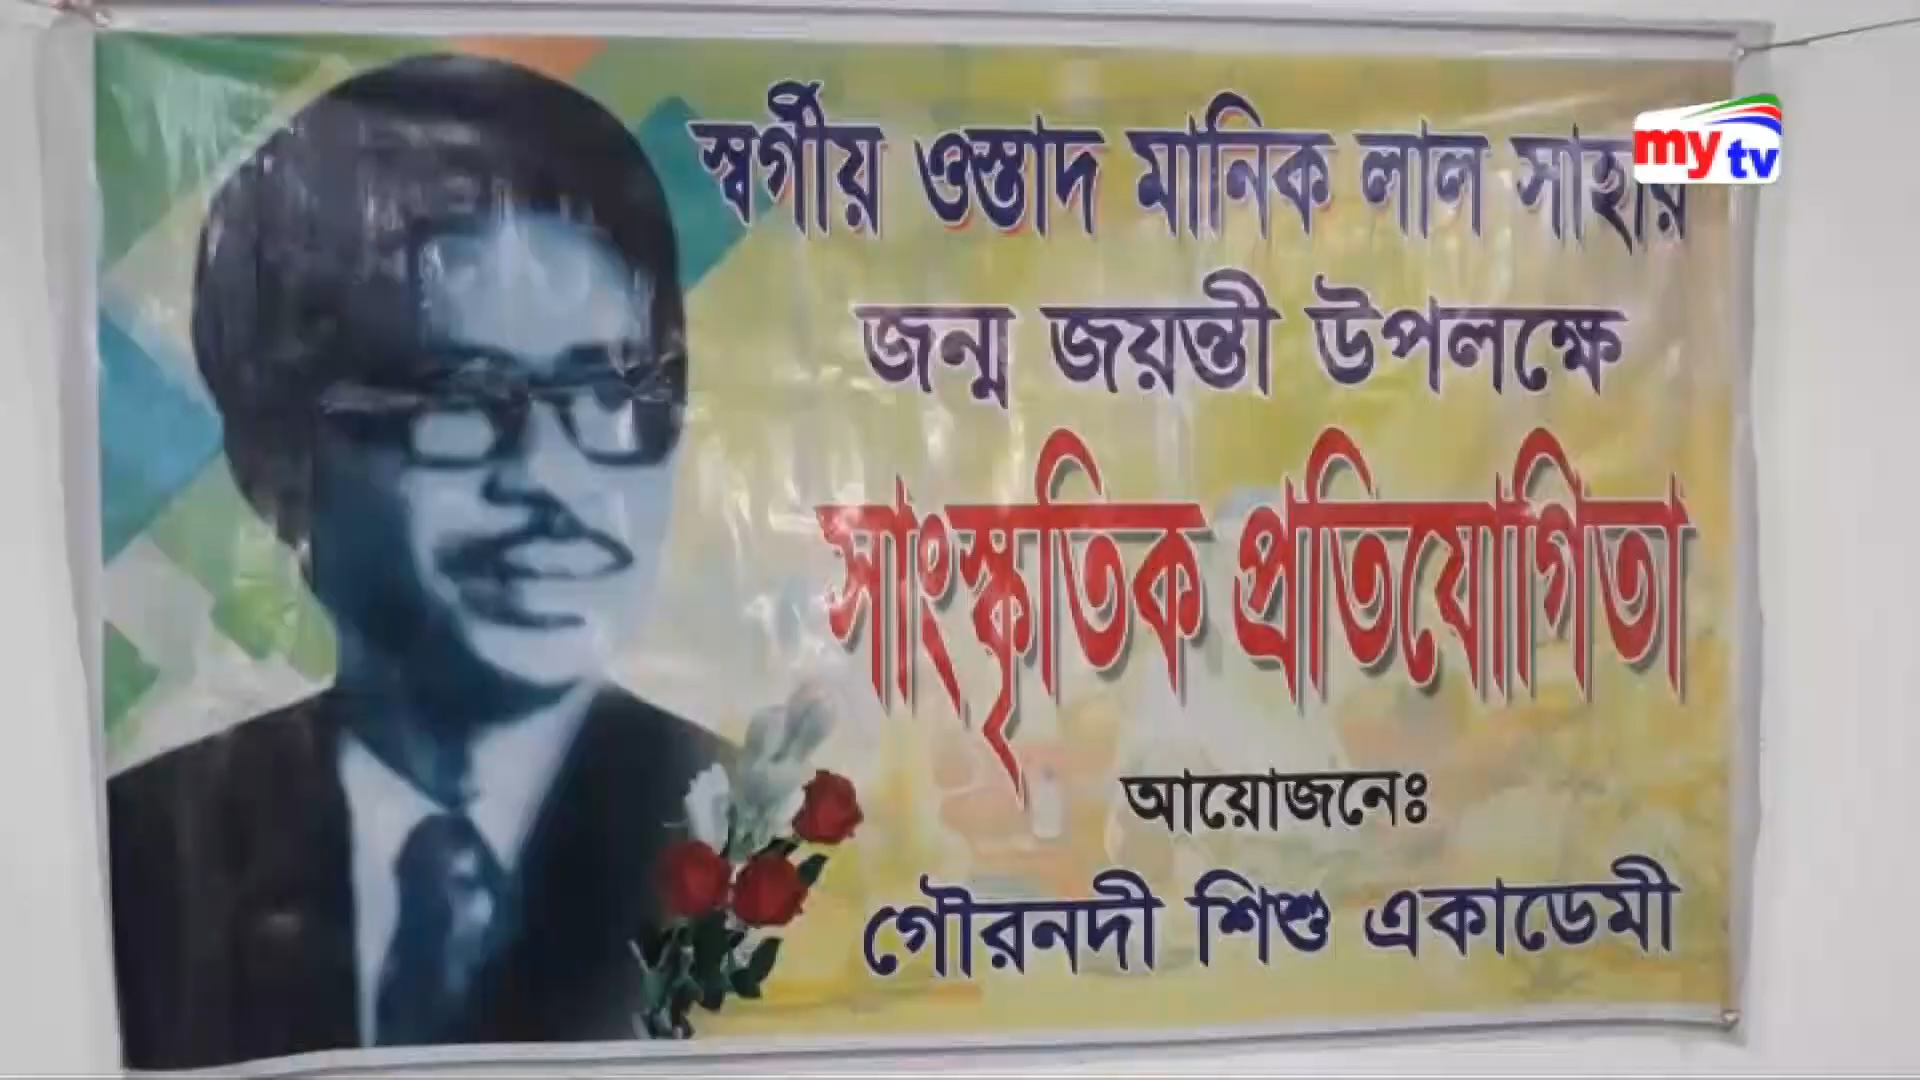 স্বর্গীয় ওস্তাদ মানিক লাল সাহার
my tv
জন্ম জয়ন্তী উপলক্ষে
সাংস্কৃতিক প্রতিযোগিতা
আয়োজনেঃ
গৌরনদী শিশু একাডেমী